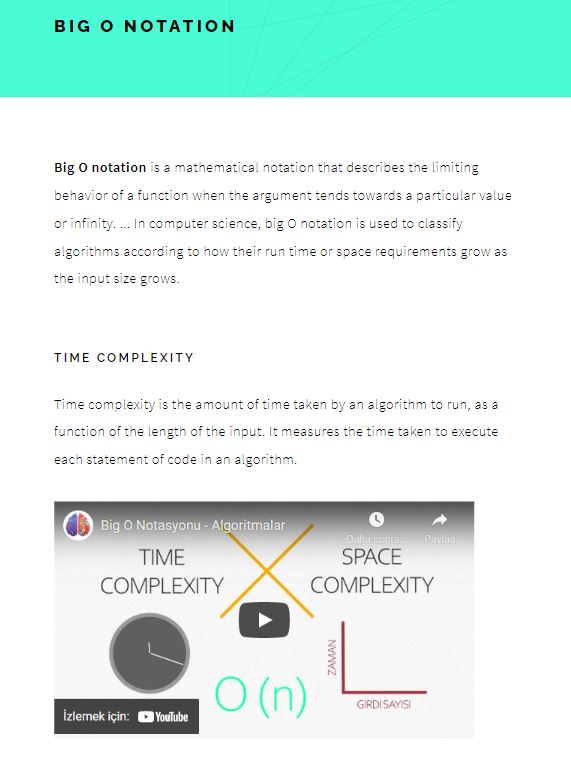 BIG O NOTATION
Big O notation is a mathematical notation that describes the limiting
behavior of a function when the argument tends towards a particular value
or infinity. ... In computer science, big O notation is used to classify
algorithms according to how their run time or space requirements grow as
the input size grows.
TIME COMPLEXITY
Time complexity is the amount of time taken by an algorithm to run, as a
function of the length of the input. It measures the time taken to execute
each statement of code in an algorithm.
Big O Notasyonu - Algoritmalar
Daha sonra...
Paylaş
TIME
COMPLEXITY
SPACE
COMPLEXITY
ZAMAN
O (n)
GİRDİ SAYISI
İzlemek için: YouTube